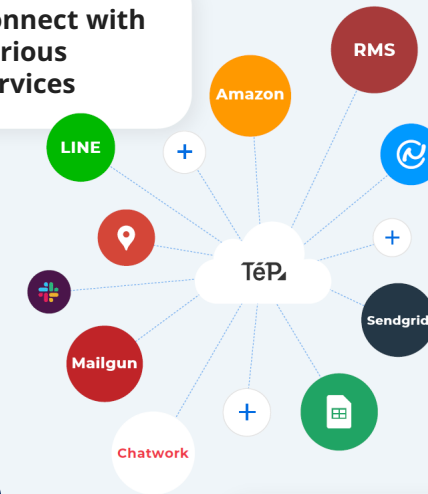 onnect with
rious
rvices
RMS
Amazon
LINE
TéP
Sendgrid
Mailgun
Chatwork